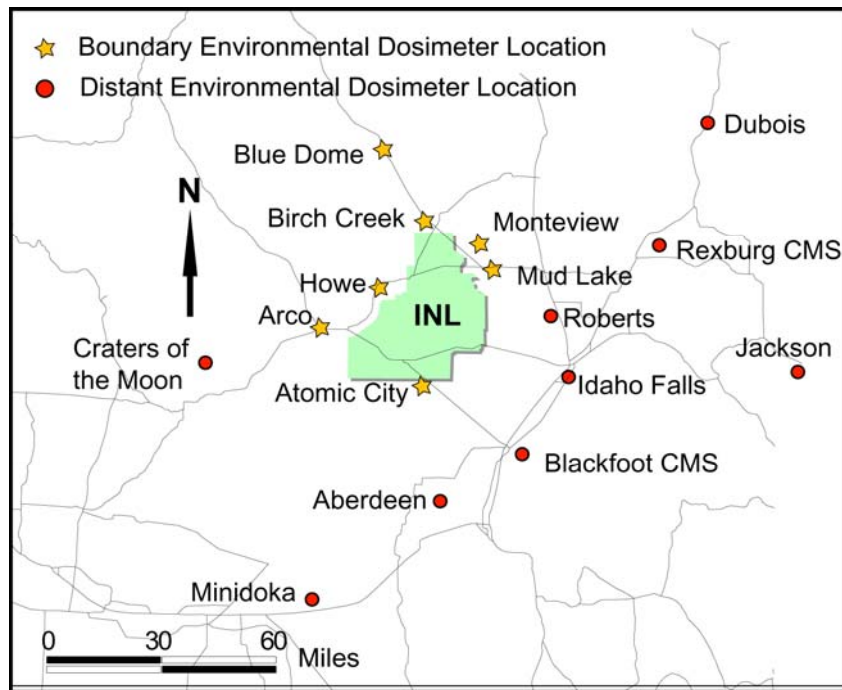 Boundary Environmental Dosimeter Location
Distant Environmental Dosimeter Location
Dubois
Blue Dome
N
Birch Creek
Monteview
Rexburg CMS
Mud Lake
Howe
INL
Arco
Roberts
Craters of
the Moon
Jackson
Atomic City
Idaho Falls
Blackfoot CMS
Aberdeen
Minidoka
0 30 60
Miles